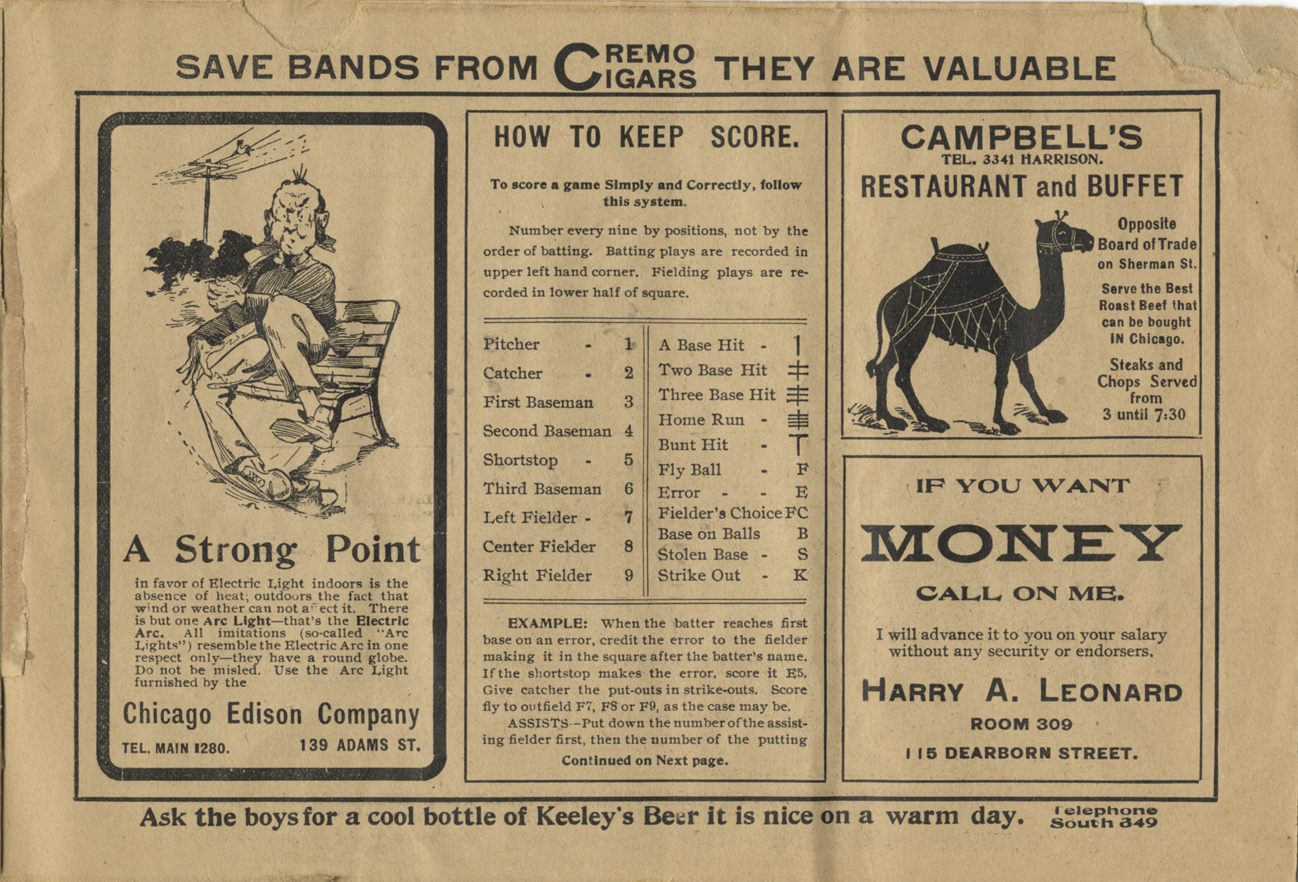 SAVE BANDS FROM CREMO CIGARS THEY ARE VALUABLE
A Strong Point
in favor of Electric Light indoors is the
absence of heat; outdoors the fact that
wind or weather can not affect it. There
is but one Arc Light—that's the Electric
Arc. All imitations (so-called "Arc
Lights") resemble the Electric Arc in one
respect only—they have a round globe.
Do not be misled. Use the Arc Light
furnished by the
Chicago Edison Company
TEL. MAIN 1280. 139 ADAMS ST.
HOW TO KEEP SCORE.
To score a game Simply and Correctly, follow
this system.
Number every nine by positions, not by the
order of batting. Batting plays are recorded in
upper left hand corner. Fielding plays are re-
corded in lower half of square.
Pitcher - 1
Catcher - 2
First Baseman 3
Second Baseman 4
Shortstop - 5
Third Baseman 6
Left Fielder - 7
Center Fielder 8
Right Fielder 9
A Base Hit -
Two Base Hit
Three Base Hit
Home Run -
Bunt Hit -
Fly Ball - F
Error - - E
Fielder's Choice FC
Base on Balls B
Stolen Base - S
Strike Out - K
EXAMPLE: When the batter reaches first
base on an error, credit the error to the fielder
making it in the square after the batter's name.
If the shortstop makes the error, score it E5.
Give catcher the put-outs in strike-outs. Score
fly to outfield F7, F8 or F9, as the case may be.
ASSISTS—Put down the number of the assist-
ing fielder first, then the number of the putting
Continued on Next page.
CAMPBELL'S
TEL. 3341 HARRISON.
RESTAURANT and BUFFET
Opposite
Board of Trade
on Sherman St.
Serve the Best
Roast Beef that
can be bought
IN Chicago.
Steaks and
Chops Served
from
3 until 7:30
IF YOU WANT
MONEY
CALL ON ME.
I will advance it to you on your salary
without any security or endorsers.
HARRY A. LEONARD
ROOM 309
115 DEARBORN STREET.
Ask the boys for a cool bottle of Keeley's Beer it is nice on a warm day. Telephone
South 349